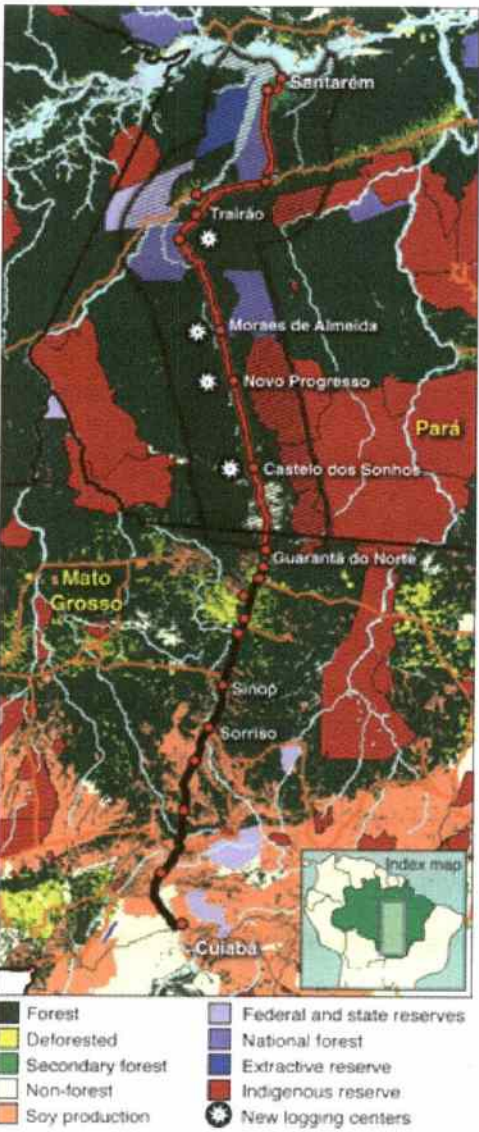 Santarém
Trairão
Moraes de Almeida
Novo Progresso
Pará
Castelo dos Sonhos
Guarantã do Norte
Mato
Grosso
Sinop
Sorriso
Index map
Cuiabá
Forest
Deforested
Secondary forest
Non-forest
Soy production
Federal and state reserves
National forest
Extractive reserve
Indigenous reserve
New logging centers